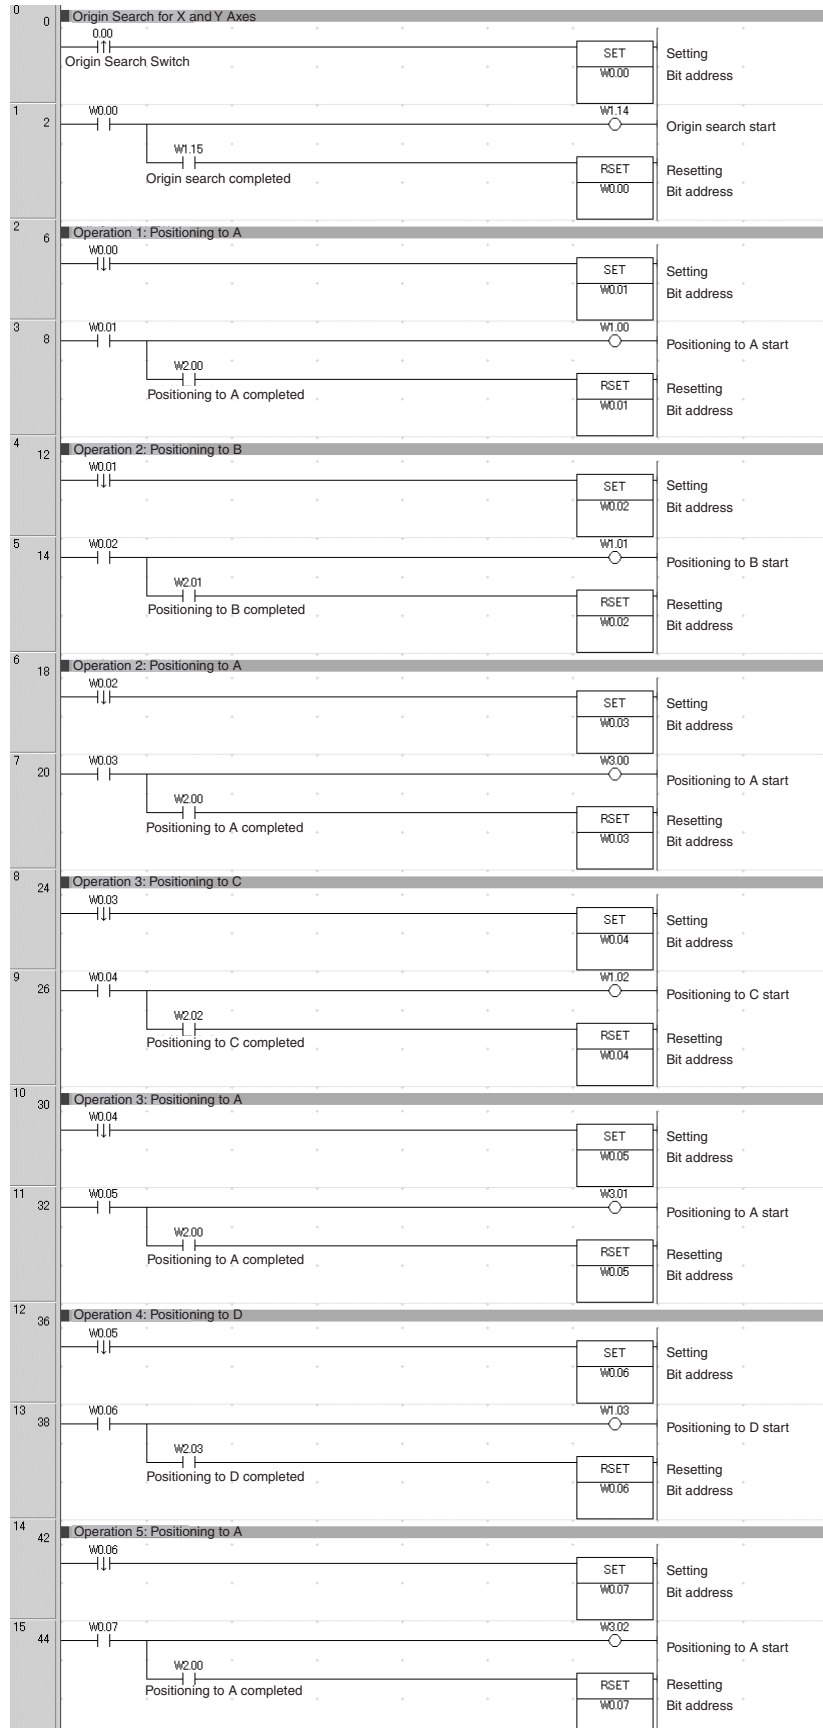 0
0
Origin Search for X and Y Axes
0.00
Origin Search Switch
SET
Setting
W0.00
Bit address
1
2
W0.00
W1.14
Origin search start
W1.15
Origin search completed
RSET
Resetting
W0.00
Bit address
2
6
Operation 1: Positioning to A
W0.00
SET
Setting
W0.01
Bit address
3
8
W0.01
W1.00
Positioning to A start
W2.00
Positioning to A completed
RSET
Resetting
W0.01
Bit address
4
12
Operation 2: Positioning to B
W0.01
SET
Setting
W0.02
Bit address
5
14
W0.02
W1.01
Positioning to B start
W2.01
Positioning to B completed
RSET
Resetting
W0.02
Bit address
6
18
Operation 2: Positioning to A
W0.02
SET
Setting
W0.03
Bit address
7
20
W0.03
W3.00
Positioning to A start
W2.00
Positioning to A completed
RSET
Resetting
W0.03
Bit address
8
24
Operation 3: Positioning to C
W0.03
SET
Setting
W0.04
Bit address
9
26
W0.04
W1.02
Positioning to C start
W2.02
Positioning to C completed
RSET
Resetting
W0.04
Bit address
10
30
Operation 3: Positioning to A
W0.04
SET
Setting
W0.05
Bit address
11
32
W0.05
W3.01
Positioning to A start
W2.00
Positioning to A completed
RSET
Resetting
W0.05
Bit address
12
36
Operation 4: Positioning to D
W0.05
SET
Setting
W0.06
Bit address
13
38
W0.06
W1.03
Positioning to D start
W2.03
Positioning to D completed
RSET
Resetting
W0.06
Bit address
14
42
Operation 5: Positioning to A
W0.06
SET
Setting
W0.07
Bit address
15
44
W0.07
W3.02
Positioning to A start
W2.00
Positioning to A completed
RSET
Resetting
W0.07
Bit address